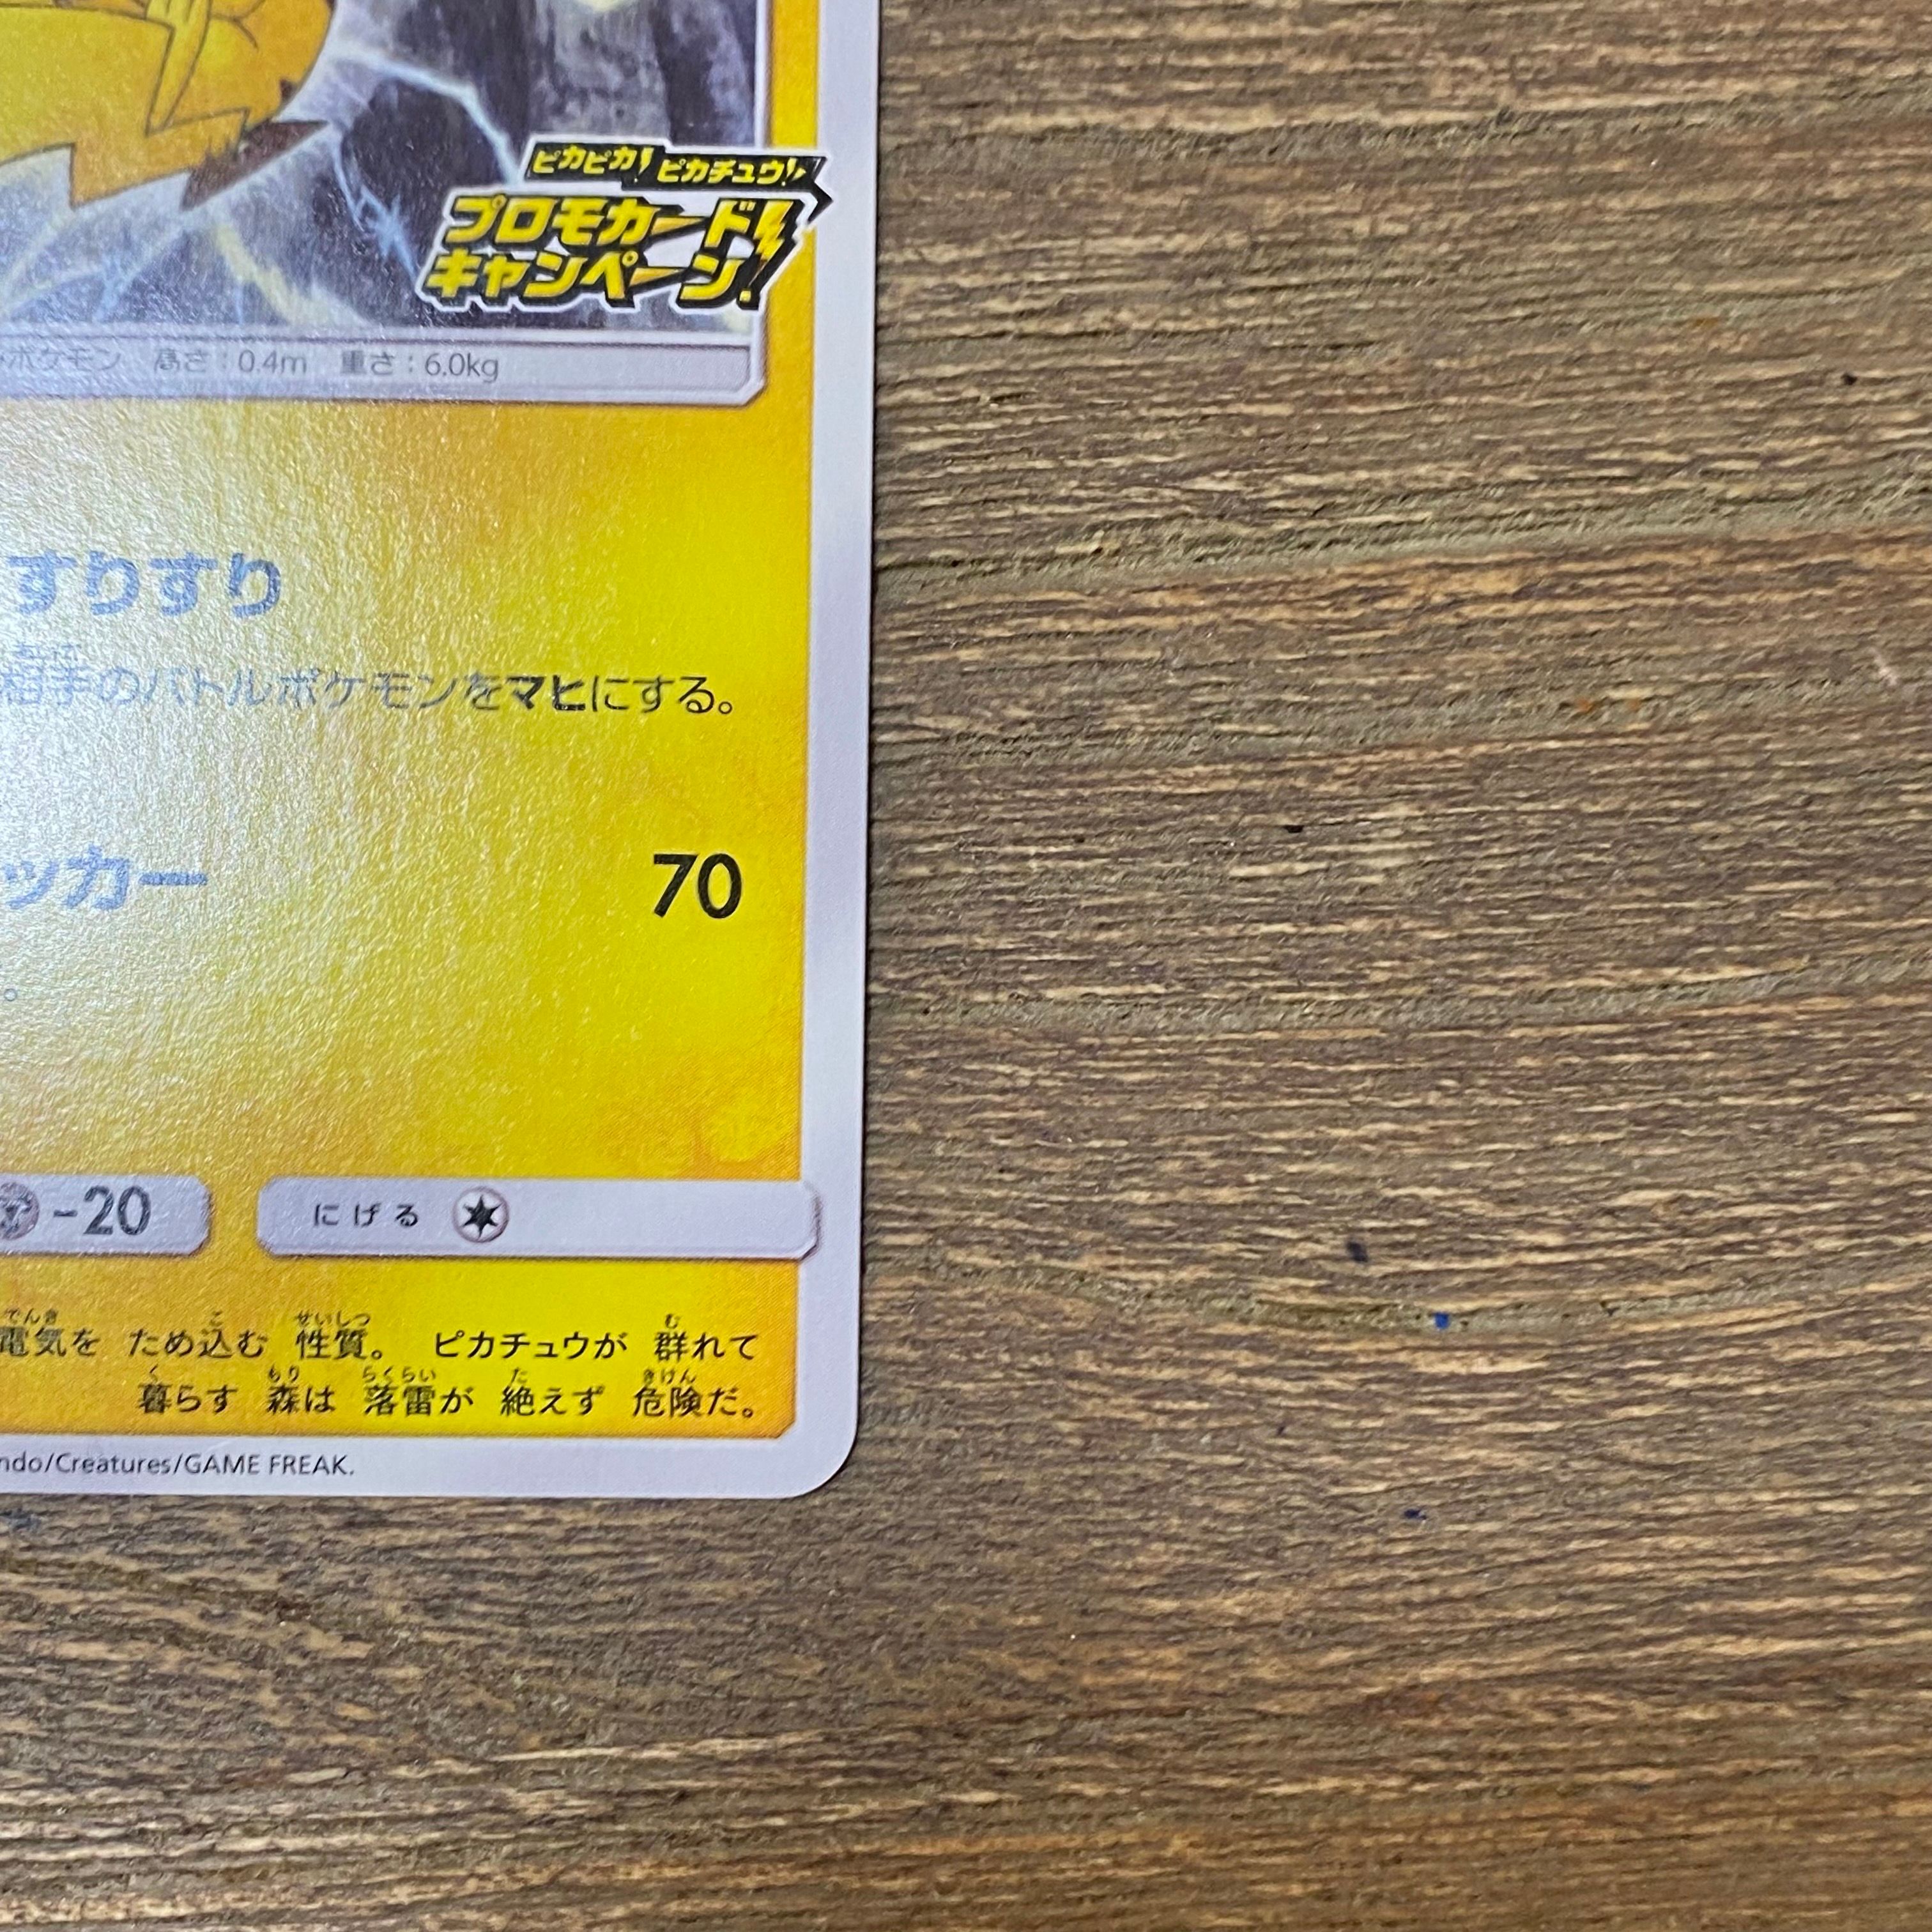 ピカピカ! ピカチュウ!
プロモカード
キャンペーン!
ポケモン 高さ:0.4m 重さ:6.0kg
すりすり
相手のバトルポケモンをマヒにする。
ッカー 70
。
-20 にげる
電気を ため込む 性質。 ピカチュウが 群れて
暮らす 森は 落雷が 絶えず 危険だ。
ndo/Creatures/GAME FREAK.